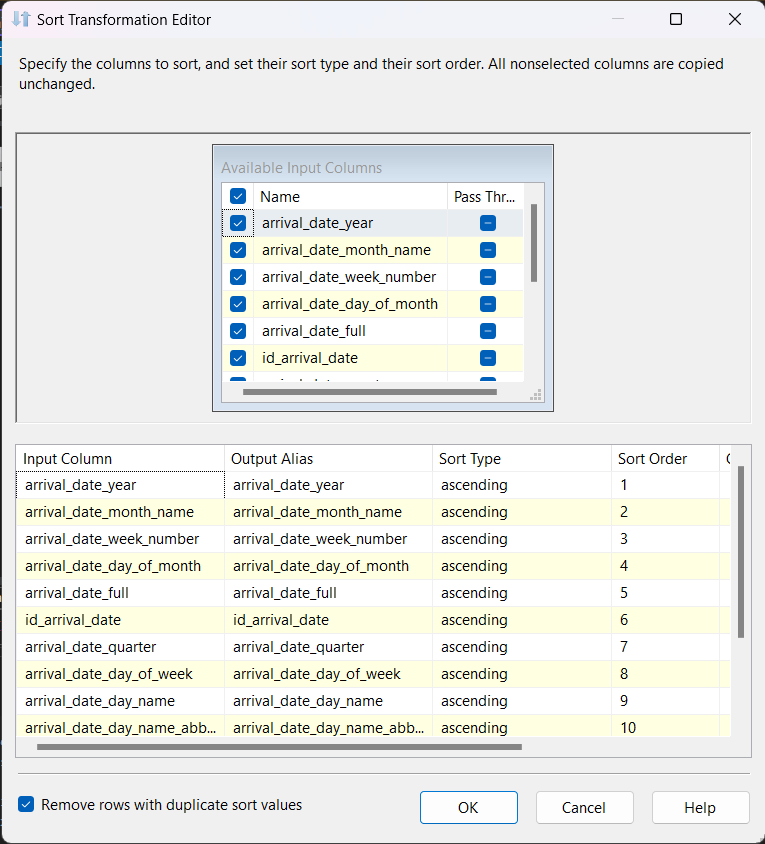 Sort Transformation Editor
Specify the columns to sort, and set their sort type and their sort order. All nonselected columns are copied
unchanged.
Available Input Columns
Name Pass Thr...
arrival_date_year
arrival_date_month_name
arrival_date_week_number
arrival_date_day_of_month
arrival_date_full
id_arrival_date
Input Column Output Alias Sort Type Sort Order
arrival_date_year arrival_date_year ascending 1
arrival_date_month_name arrival_date_month_name ascending 2
arrival_date_week_number arrival_date_week_number ascending 3
arrival_date_day_of_month arrival_date_day_of_month ascending 4
arrival_date_full arrival_date_full ascending 5
id_arrival_date id_arrival_date ascending 6
arrival_date_quarter arrival_date_quarter ascending 7
arrival_date_day_of_week arrival_date_day_of_week ascending 8
arrival_date_day_name arrival_date_day_name ascending 9
arrival_date_day_name_abb... arrival_date_day_name_abb... ascending 10
Remove rows with duplicate sort values
OK Cancel Help